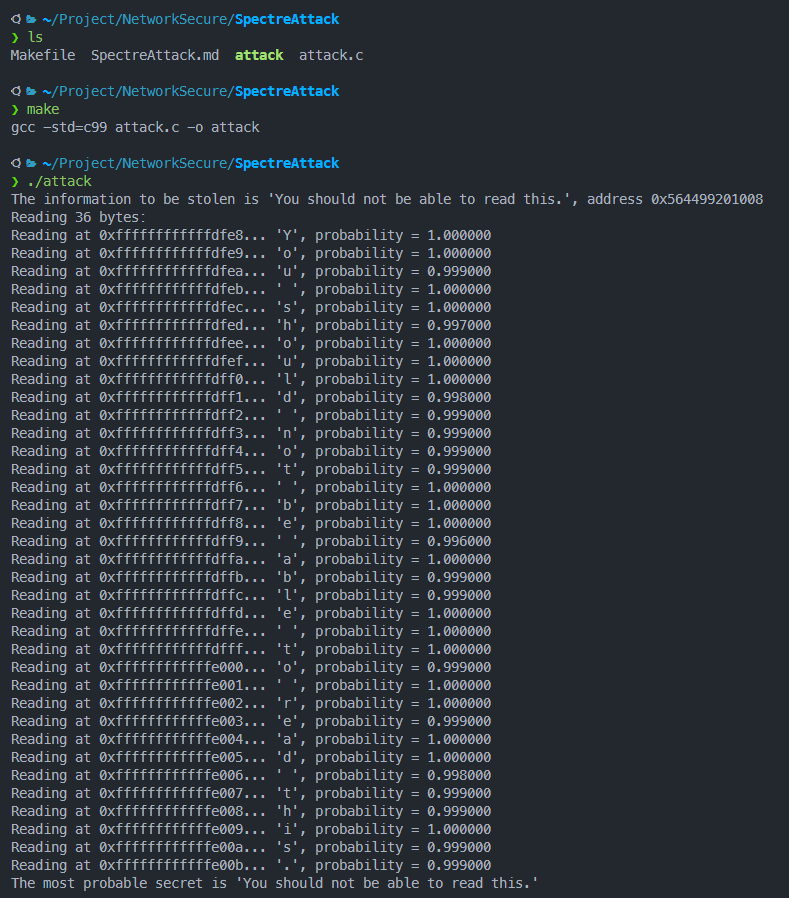 ~/Project/NetworkSecure/SpectreAttack
❯ ls
Makefile  SpectreAttack.md  attack  attack.c
~/Project/NetworkSecure/SpectreAttack
❯ make
gcc -std=c99 attack.c -o attack
~/Project/NetworkSecure/SpectreAttack
❯ ./attack
The information to be stolen is 'You should not be able to read this.', address 0x564499201008
Reading 36 bytes:
Reading at 0xffffffffffffdfe8... 'Y', probability = 1.000000
Reading at 0xffffffffffffdfe9... 'o', probability = 1.000000
Reading at 0xffffffffffffdfea... 'u', probability = 0.999000
Reading at 0xffffffffffffdfeb... ' ', probability = 1.000000
Reading at 0xffffffffffffdfec... 's', probability = 1.000000
Reading at 0xffffffffffffdfed... 'h', probability = 0.997000
Reading at 0xffffffffffffdfee... 'o', probability = 1.000000
Reading at 0xffffffffffffdfef... 'u', probability = 1.000000
Reading at 0xffffffffffffdff0... 'l', probability = 1.000000
Reading at 0xffffffffffffdff1... 'd', probability = 0.998000
Reading at 0xffffffffffffdff2... ' ', probability = 0.999000
Reading at 0xffffffffffffdff3... 'n', probability = 0.999000
Reading at 0xffffffffffffdff4... 'o', probability = 0.999000
Reading at 0xffffffffffffdff5... 't', probability = 0.999000
Reading at 0xffffffffffffdff6... ' ', probability = 1.000000
Reading at 0xffffffffffffdff7... 'b', probability = 1.000000
Reading at 0xffffffffffffdff8... 'e', probability = 1.000000
Reading at 0xffffffffffffdff9... ' ', probability = 0.996000
Reading at 0xffffffffffffdffa... 'a', probability = 1.000000
Reading at 0xffffffffffffdffb... 'b', probability = 0.999000
Reading at 0xffffffffffffdffc... 'l', probability = 0.999000
Reading at 0xffffffffffffdffd... 'e', probability = 1.000000
Reading at 0xffffffffffffdffe... ' ', probability = 1.000000
Reading at 0xffffffffffffdfff... 't', probability = 1.000000
Reading at 0xffffffffffffe000... 'o', probability = 0.999000
Reading at 0xffffffffffffe001... ' ', probability = 1.000000
Reading at 0xffffffffffffe002... 'r', probability = 1.000000
Reading at 0xffffffffffffe003... 'e', probability = 0.999000
Reading at 0xffffffffffffe004... 'a', probability = 1.000000
Reading at 0xffffffffffffe005... 'd', probability = 1.000000
Reading at 0xffffffffffffe006... ' ', probability = 0.998000
Reading at 0xffffffffffffe007... 't', probability = 0.999000
Reading at 0xffffffffffffe008... 'h', probability = 0.999000
Reading at 0xffffffffffffe009... 'i', probability = 1.000000
Reading at 0xffffffffffffe00a... 's', probability = 0.999000
Reading at 0xffffffffffffe00b... '.', probability = 0.999000
The most probable secret is 'You should not be able to read this.'